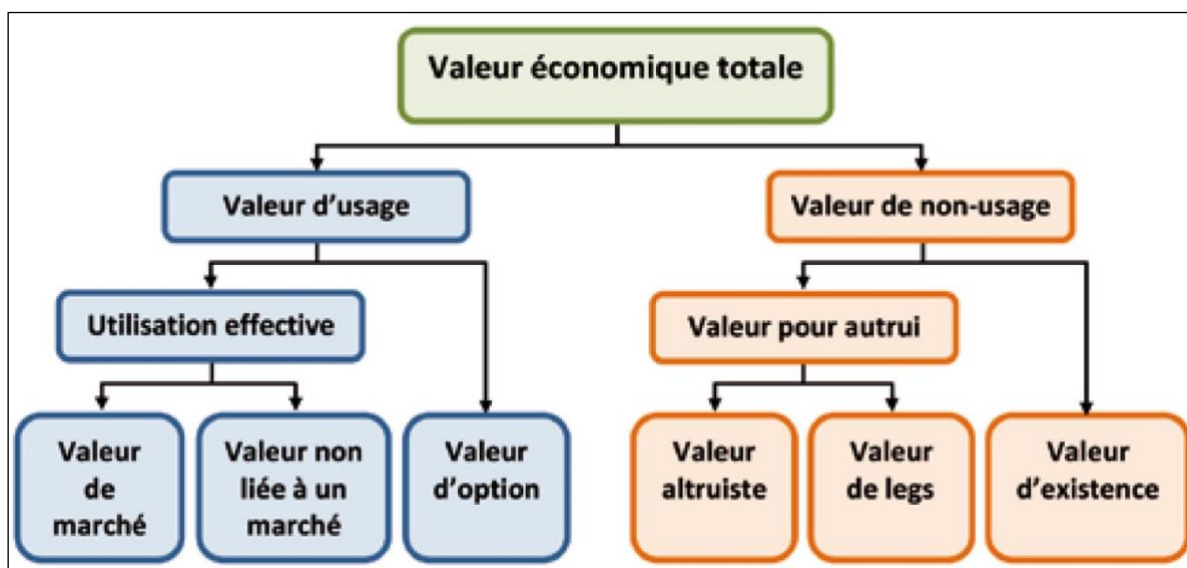 Valeur économique totale
Valeur d'usage
Valeur de non-usage
Utilisation effective
Valeur pour autrui
Valeur
de
marché
Valeur non
liée à un
marché
Valeur
d'option
Valeur
altruiste
Valeur
de legs
Valeur
d'existence